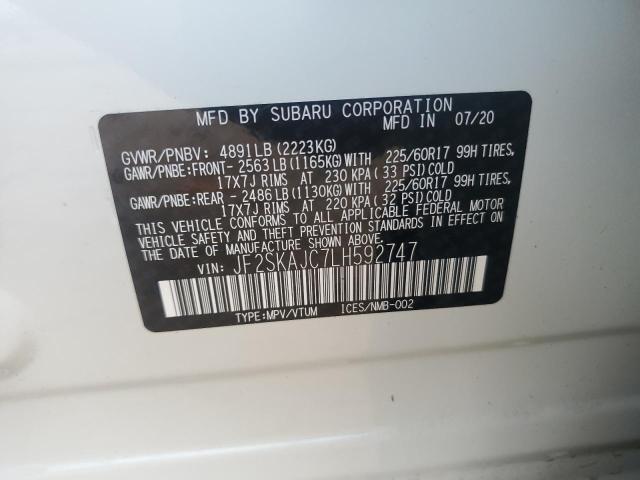 MFD BY SUBARU CORPORATION
MFD IN 07/20
GVWR/PNBV: 4891LB (2223KG)
GAWR/PNBE:FRONT- 2563 LB (1165KG) WITH 225/60R17 99H TIRES,
17X7J RIMS AT 230 KPA (33 PSI) COLD
GAWR/PNBE:REAR - 2486 LB (1130KG) WITH 225/60R17 99H TIRES,
17X7J RIMS AT 220 KPA (32 PSI) COLD
THIS VEHICLE CONFORMS TO ALL APPLICABLE FEDERAL MOTOR
VEHICLE SAFETY AND THEFT PREVENTION STANDARDS IN EFFECT ON
THE DATE OF MANUFACTURE SHOWN ABOVE.
VIN: JF2SKAJC7LH592747
TYPE:MPV/VTUM ICES/NMB-002